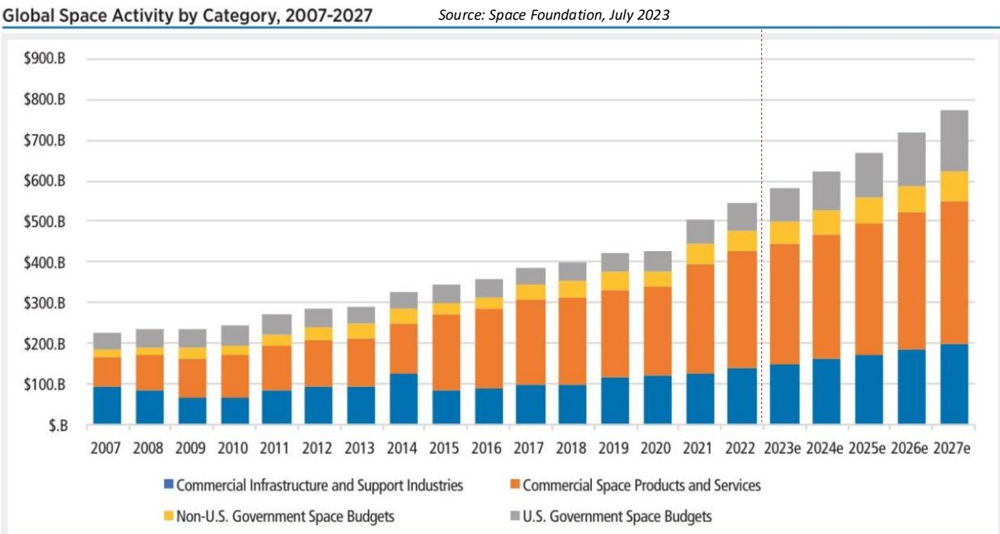 Global Space Activity by Category, 2007-2027 Source: Space Foundation, July 2023
$900.B
$800.B
$700.B
$600.B
$500.B
$400.B
$300.B
$200.B
$100.B
$.B
2007 2008 2009 2010 2011 2012 2013 2014 2015 2016 2017 2018 2019 2020 2021 2022 2023e 2024e 2025e 2026e 2027e
Commercial Infrastructure and Support Industries Commercial Space Products and Services
Non-U.S. Government Space Budgets U.S. Government Space Budgets